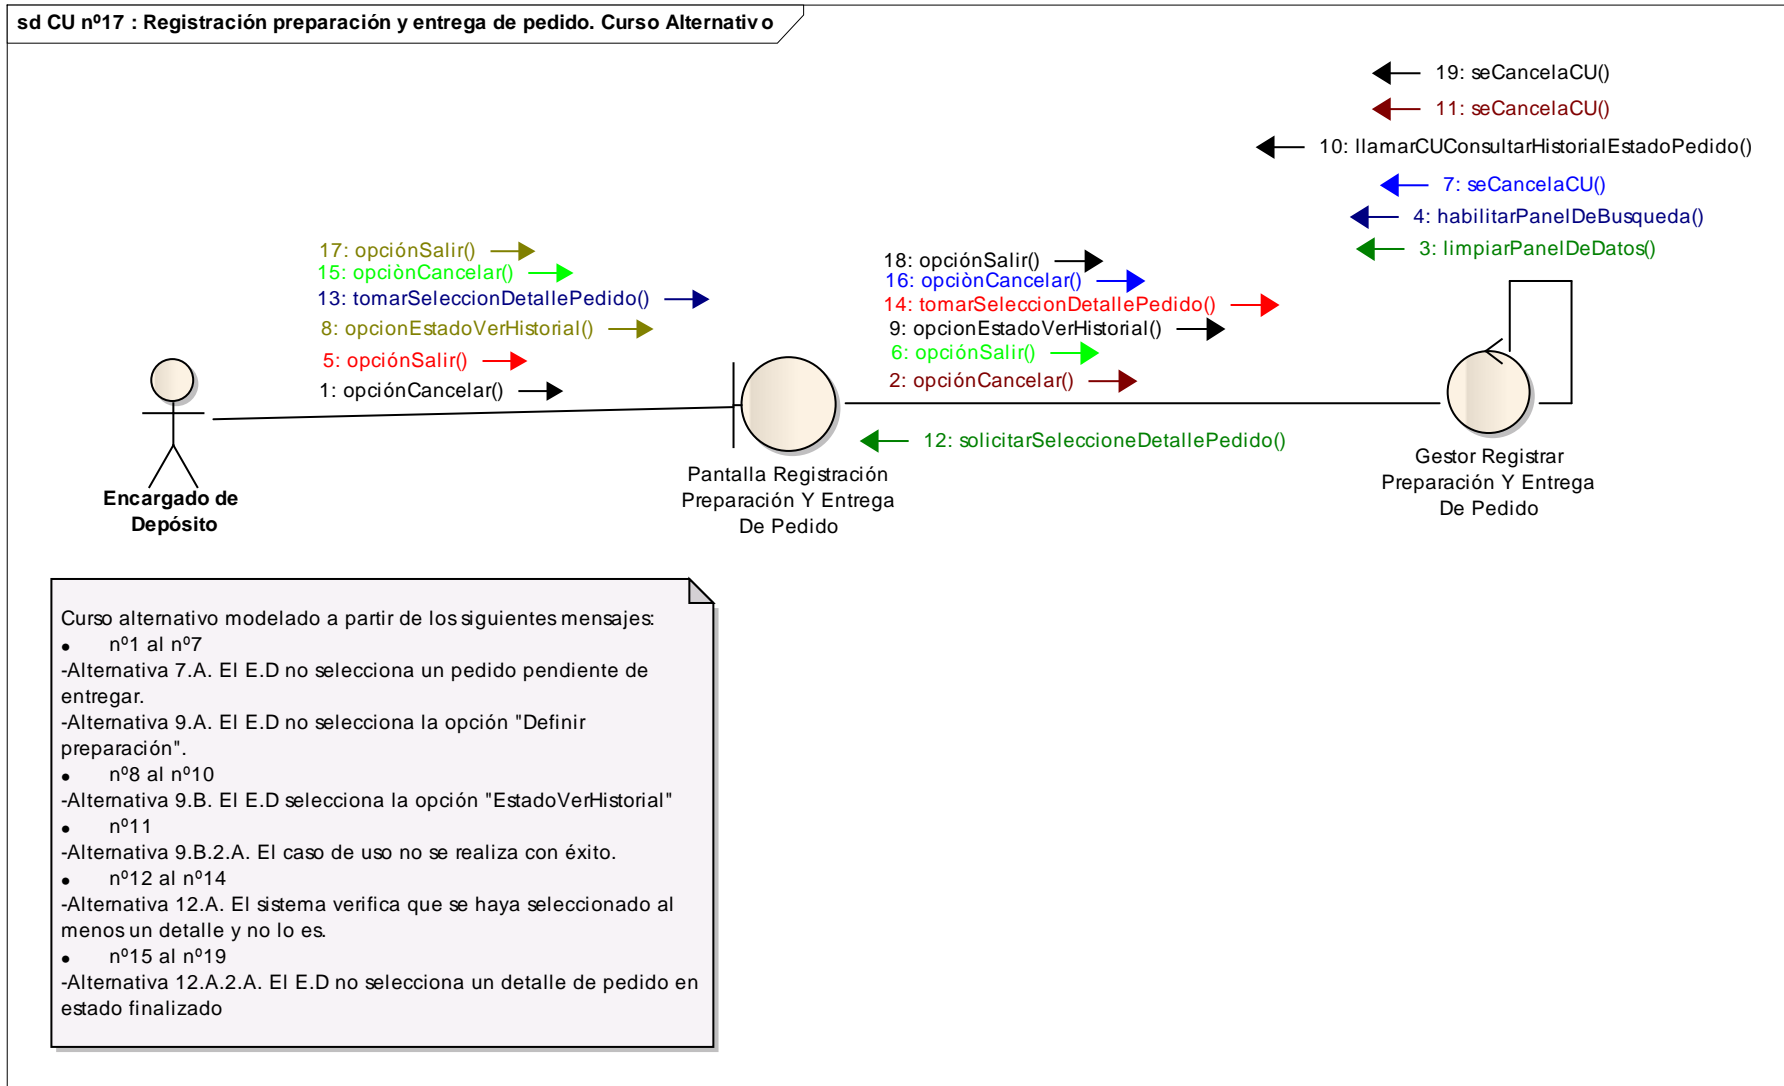 sd CU nº17 : Registración preparación y entrega de pedido. Curso Alternativo
19: seCancelaCU()
11: seCancelaCU()
10: llamarCUConsultarHistorialEstadoPedido()
7: seCancelaCU()
4: habilitarPanelDeBusqueda()
3: limpiarPanelDeDatos()
17: opciónSalir()
15: opciònCancelar()
13: tomarSeleccionDetallePedido()
8: opcionEstadoVerHistorial()
5: opciónSalir()
1: opciónCancelar()
18: opciónSalir()
16: opciònCancelar()
14: tomarSeleccionDetallePedido()
9: opcionEstadoVerHistorial()
6: opciónSalir()
2: opciónCancelar()
12: solicitarSeleccioneDetallePedido()
Encargado de
Depósito
Pantalla Registración
Preparación Y Entrega
De Pedido
Gestor Registrar
Preparación Y Entrega
De Pedido
Curso alternativo modelado a partir de los siguientes mensajes:
• nº1 al nº7
-Alternativa 7.A. El E.D no selecciona un pedido pendiente de
entregar.
-Alternativa 9.A. El E.D no selecciona la opción "Definir
preparación".
• nº8 al nº10
-Alternativa 9.B. El E.D selecciona la opción "EstadoVerHistorial"
• nº11
-Alternativa 9.B.2.A. El caso de uso no se realiza con éxito.
• nº12 al nº14
-Alternativa 12.A. El sistema verifica que se haya seleccionado al
menos un detalle y no lo es.
• nº15 al nº19
-Alternativa 12.A.2.A. El E.D no selecciona un detalle de pedido en
estado finalizado